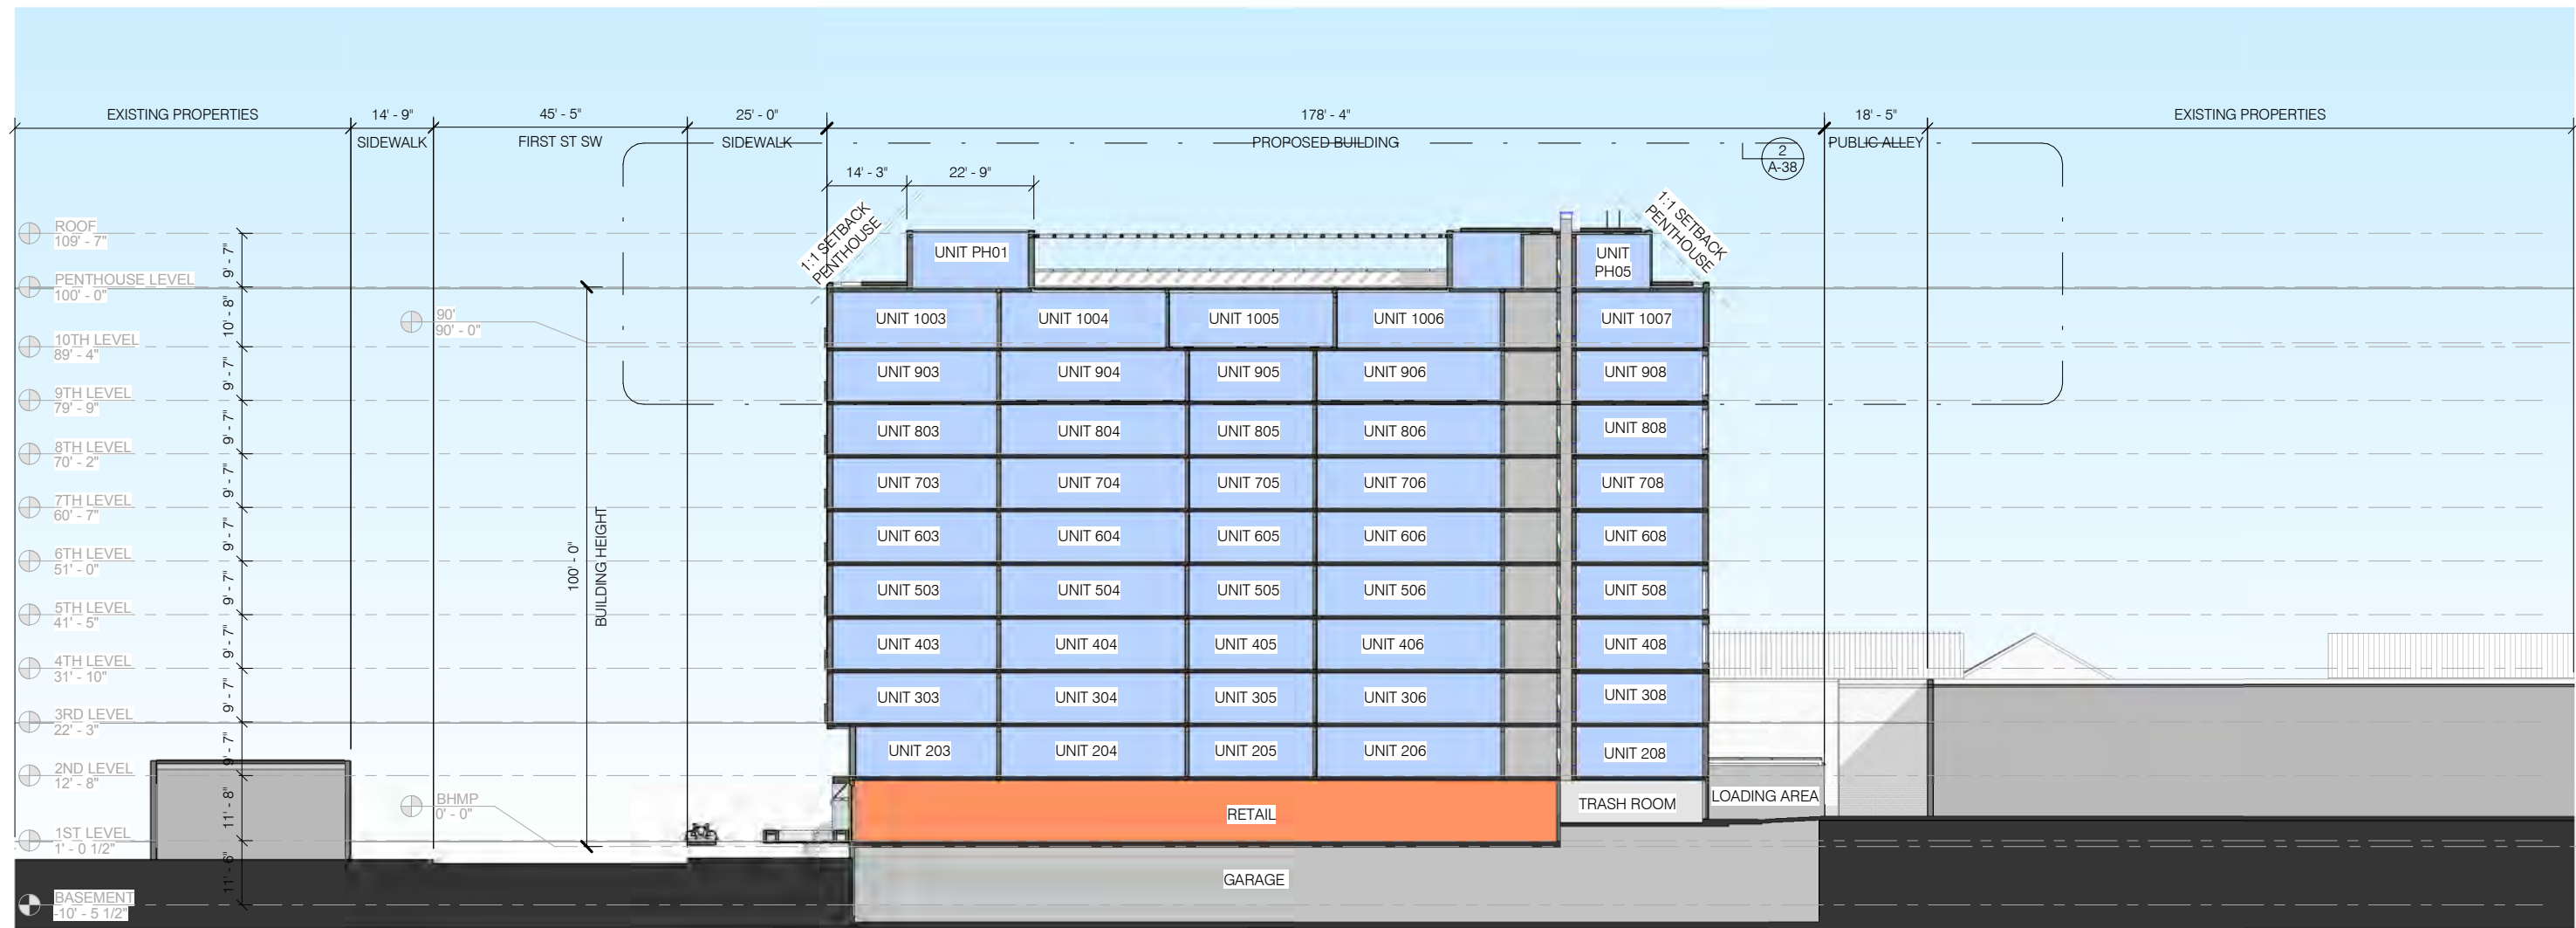 EXISTING PROPERTIES
14' - 9"
45' - 5"
25' - 0"
178' - 4"
18' - 5"
EXISTING PROPERTIES
SIDEWALK
FIRST ST SW
SIDEWALK
PROPOSED BUILDING
2
A-38
PUBLIC ALLEY
14' - 3"
22' - 9"
1:1 SETBACK
PENTHOUSE
1:1 SETBACK
PENTHOUSE
ROOF
109' - 7"
9' - 7"
UNIT PH01
UNIT
PH05
PENTHOUSE LEVEL
100' - 0"
10' - 8"
90'
90' - 0"
UNIT 1003
UNIT 1004
UNIT 1005
UNIT 1006
UNIT 1007
10TH LEVEL
89' - 4"
9' - 7"
UNIT 903
UNIT 904
UNIT 905
UNIT 906
UNIT 908
9TH LEVEL
79' - 9"
9' - 7"
UNIT 803
UNIT 804
UNIT 805
UNIT 806
UNIT 808
8TH LEVEL
70' - 2"
9' - 7"
UNIT 703
UNIT 704
UNIT 705
UNIT 706
UNIT 708
7TH LEVEL
60' - 7"
9' - 7"
UNIT 603
UNIT 604
UNIT 605
UNIT 606
UNIT 608
6TH LEVEL
51' - 0"
9' - 7"
100' - 0"
BUILDING HEIGHT
UNIT 503
UNIT 504
UNIT 505
UNIT 506
UNIT 508
5TH LEVEL
41' - 5"
9' - 7"
UNIT 403
UNIT 404
UNIT 405
UNIT 406
UNIT 408
4TH LEVEL
31' - 10"
9' - 7"
UNIT 303
UNIT 304
UNIT 305
UNIT 306
UNIT 308
3RD LEVEL
22' - 3"
9' - 7"
UNIT 203
UNIT 204
UNIT 205
UNIT 206
UNIT 208
2ND LEVEL
12' - 8"
11' - 8"
BHMP
0' - 0"
RETAIL
TRASH ROOM
LOADING AREA
1ST LEVEL
1' - 0 1/2"
11' - 6"
GARAGE
BASEMENT
-10' - 5 1/2"